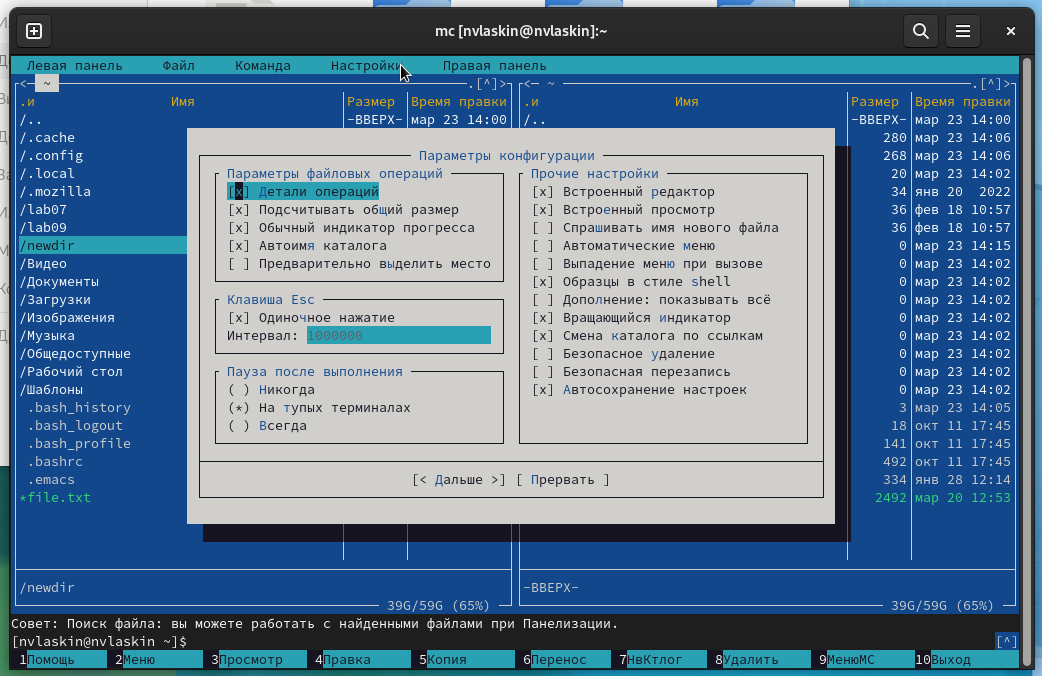 mc [nvlaskin@nvlaskin]:~
Левая панель Файл Команда Настройки Правая панель
<─ ~ .[^]> <─ ~ .[^]>
.и Имя Размер Время правки .и Имя Размер Время правки
/.. -ВВЕРХ- мар 23 14:00 /.. -ВВЕРХ- мар 23 14:00
/.cache 280 мар 23 14:06
/.config 268 мар 23 14:06
/.local 20 мар 23 14:02
/.mozilla 34 янв 20 2022
/lab07 36 фев 18 10:57
/lab09 36 фев 18 10:57
/newdir 0 мар 23 14:15
/Видео 0 мар 23 14:02
/Документы 0 мар 23 14:02
/Загрузки 0 мар 23 14:02
/Изображения 0 мар 23 14:02
/Музыка 0 мар 23 14:02
/Общедоступные 0 мар 23 14:02
/Рабочий стол 0 мар 23 14:02
/Шаблоны 0 мар 23 14:02
.bash_history 3 мар 23 14:05
.bash_logout 18 окт 11 17:45
.bash_profile 141 окт 11 17:45
.bashrc 492 окт 11 17:45
.emacs 334 янв 28 12:14
*file.txt 2492 мар 20 12:53
Параметры конфигурации
Параметры файловых операций
[x] Детали операций
[x] Подсчитывать общий размер
[x] Обычный индикатор прогресса
[x] Автоимя каталога
[ ] Предварительно выделить место
Клавиша Esc
[x] Одиночное нажатие
Интервал: 1000000
Пауза после выполнения
( ) Никогда
(*) На тупых терминалах
( ) Всегда
Прочие настройки
[x] Встроенный редактор
[x] Встроенный просмотр
[ ] Спрашивать имя нового файла
[ ] Автоматические меню
[ ] Выпадение меню при вызове
[x] Образцы в стиле shell
[ ] Дополнение: показывать всё
[x] Вращающийся индикатор
[x] Смена каталога по ссылкам
[ ] Безопасное удаление
[ ] Безопасная перезапись
[x] Автосохранение настроек
[< Дальше >] [ Прервать ]
/newdir -ВВЕРХ-
39G/59G (65%) 39G/59G (65%)
Совет: Поиск файла: вы можете работать с найденными файлами при Панелизации.
[nvlaskin@nvlaskin ~]$ [^]
1Помощь 2Меню 3Просмотр 4Правка 5Копия 6Перенос 7НвКтлог 8Удалить 9МенюМС 10Выход